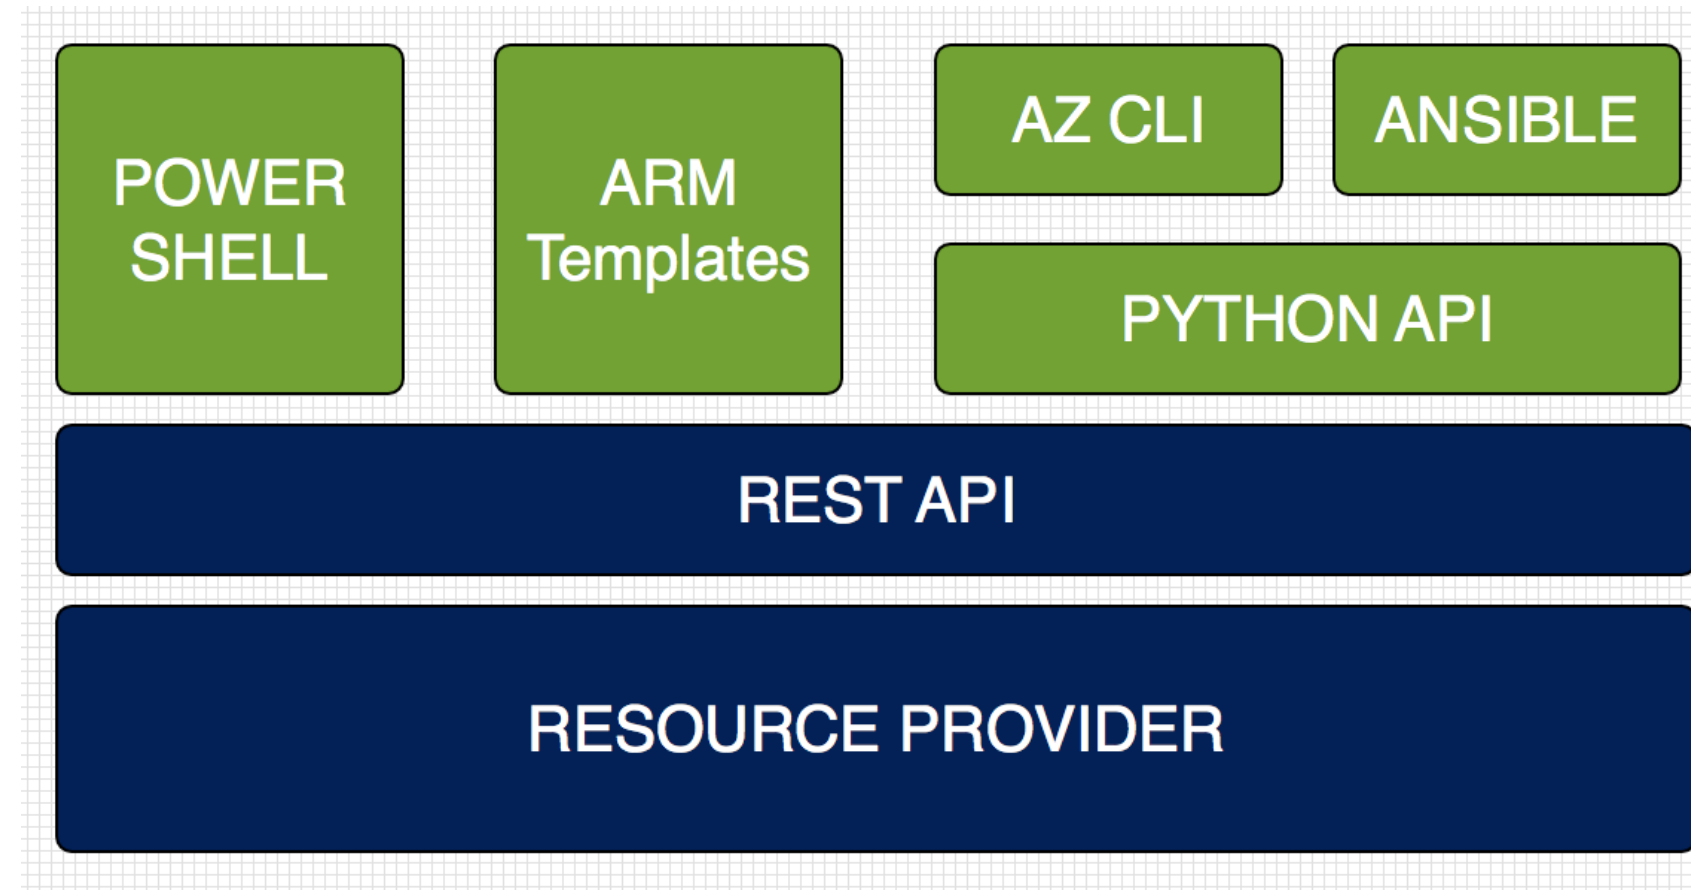 POWER
SHELL
ARM
Templates
AZ CLI
ANSIBLE
PYTHON API
REST API
RESOURCE PROVIDER